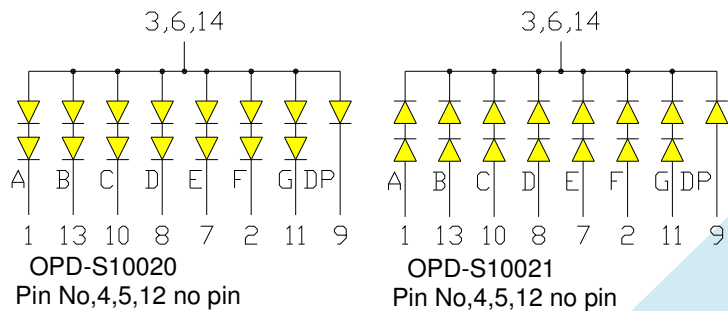 3,6,14 3,6,14
A B C D E F G DP A B C D E F G DP
1 13 10 8 7 2 11 9 1 13 10 8 7 2 11 9
OPD-S10020 OPD-S10021
Pin No,4,5,12 no pin Pin No,4,5,12 no pin